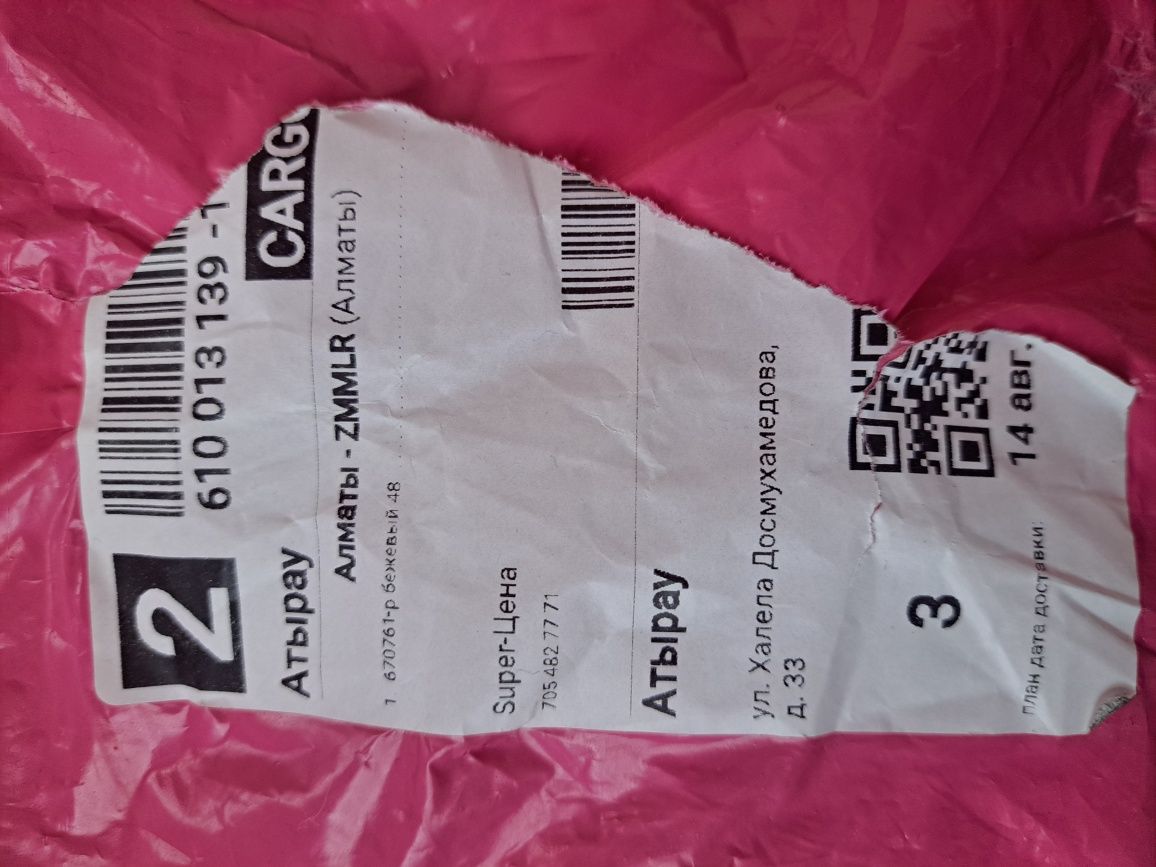 2
610 013 139 -1
Атырау
CARGO
Алматы - ZMMLR (Алматы)
1 670761-р бежевый 48
Super-Цена
705 482 77 71
Атырау
ул. Халела Досмухамедова,
д. 33
3
план дата доставки:
14 авг.